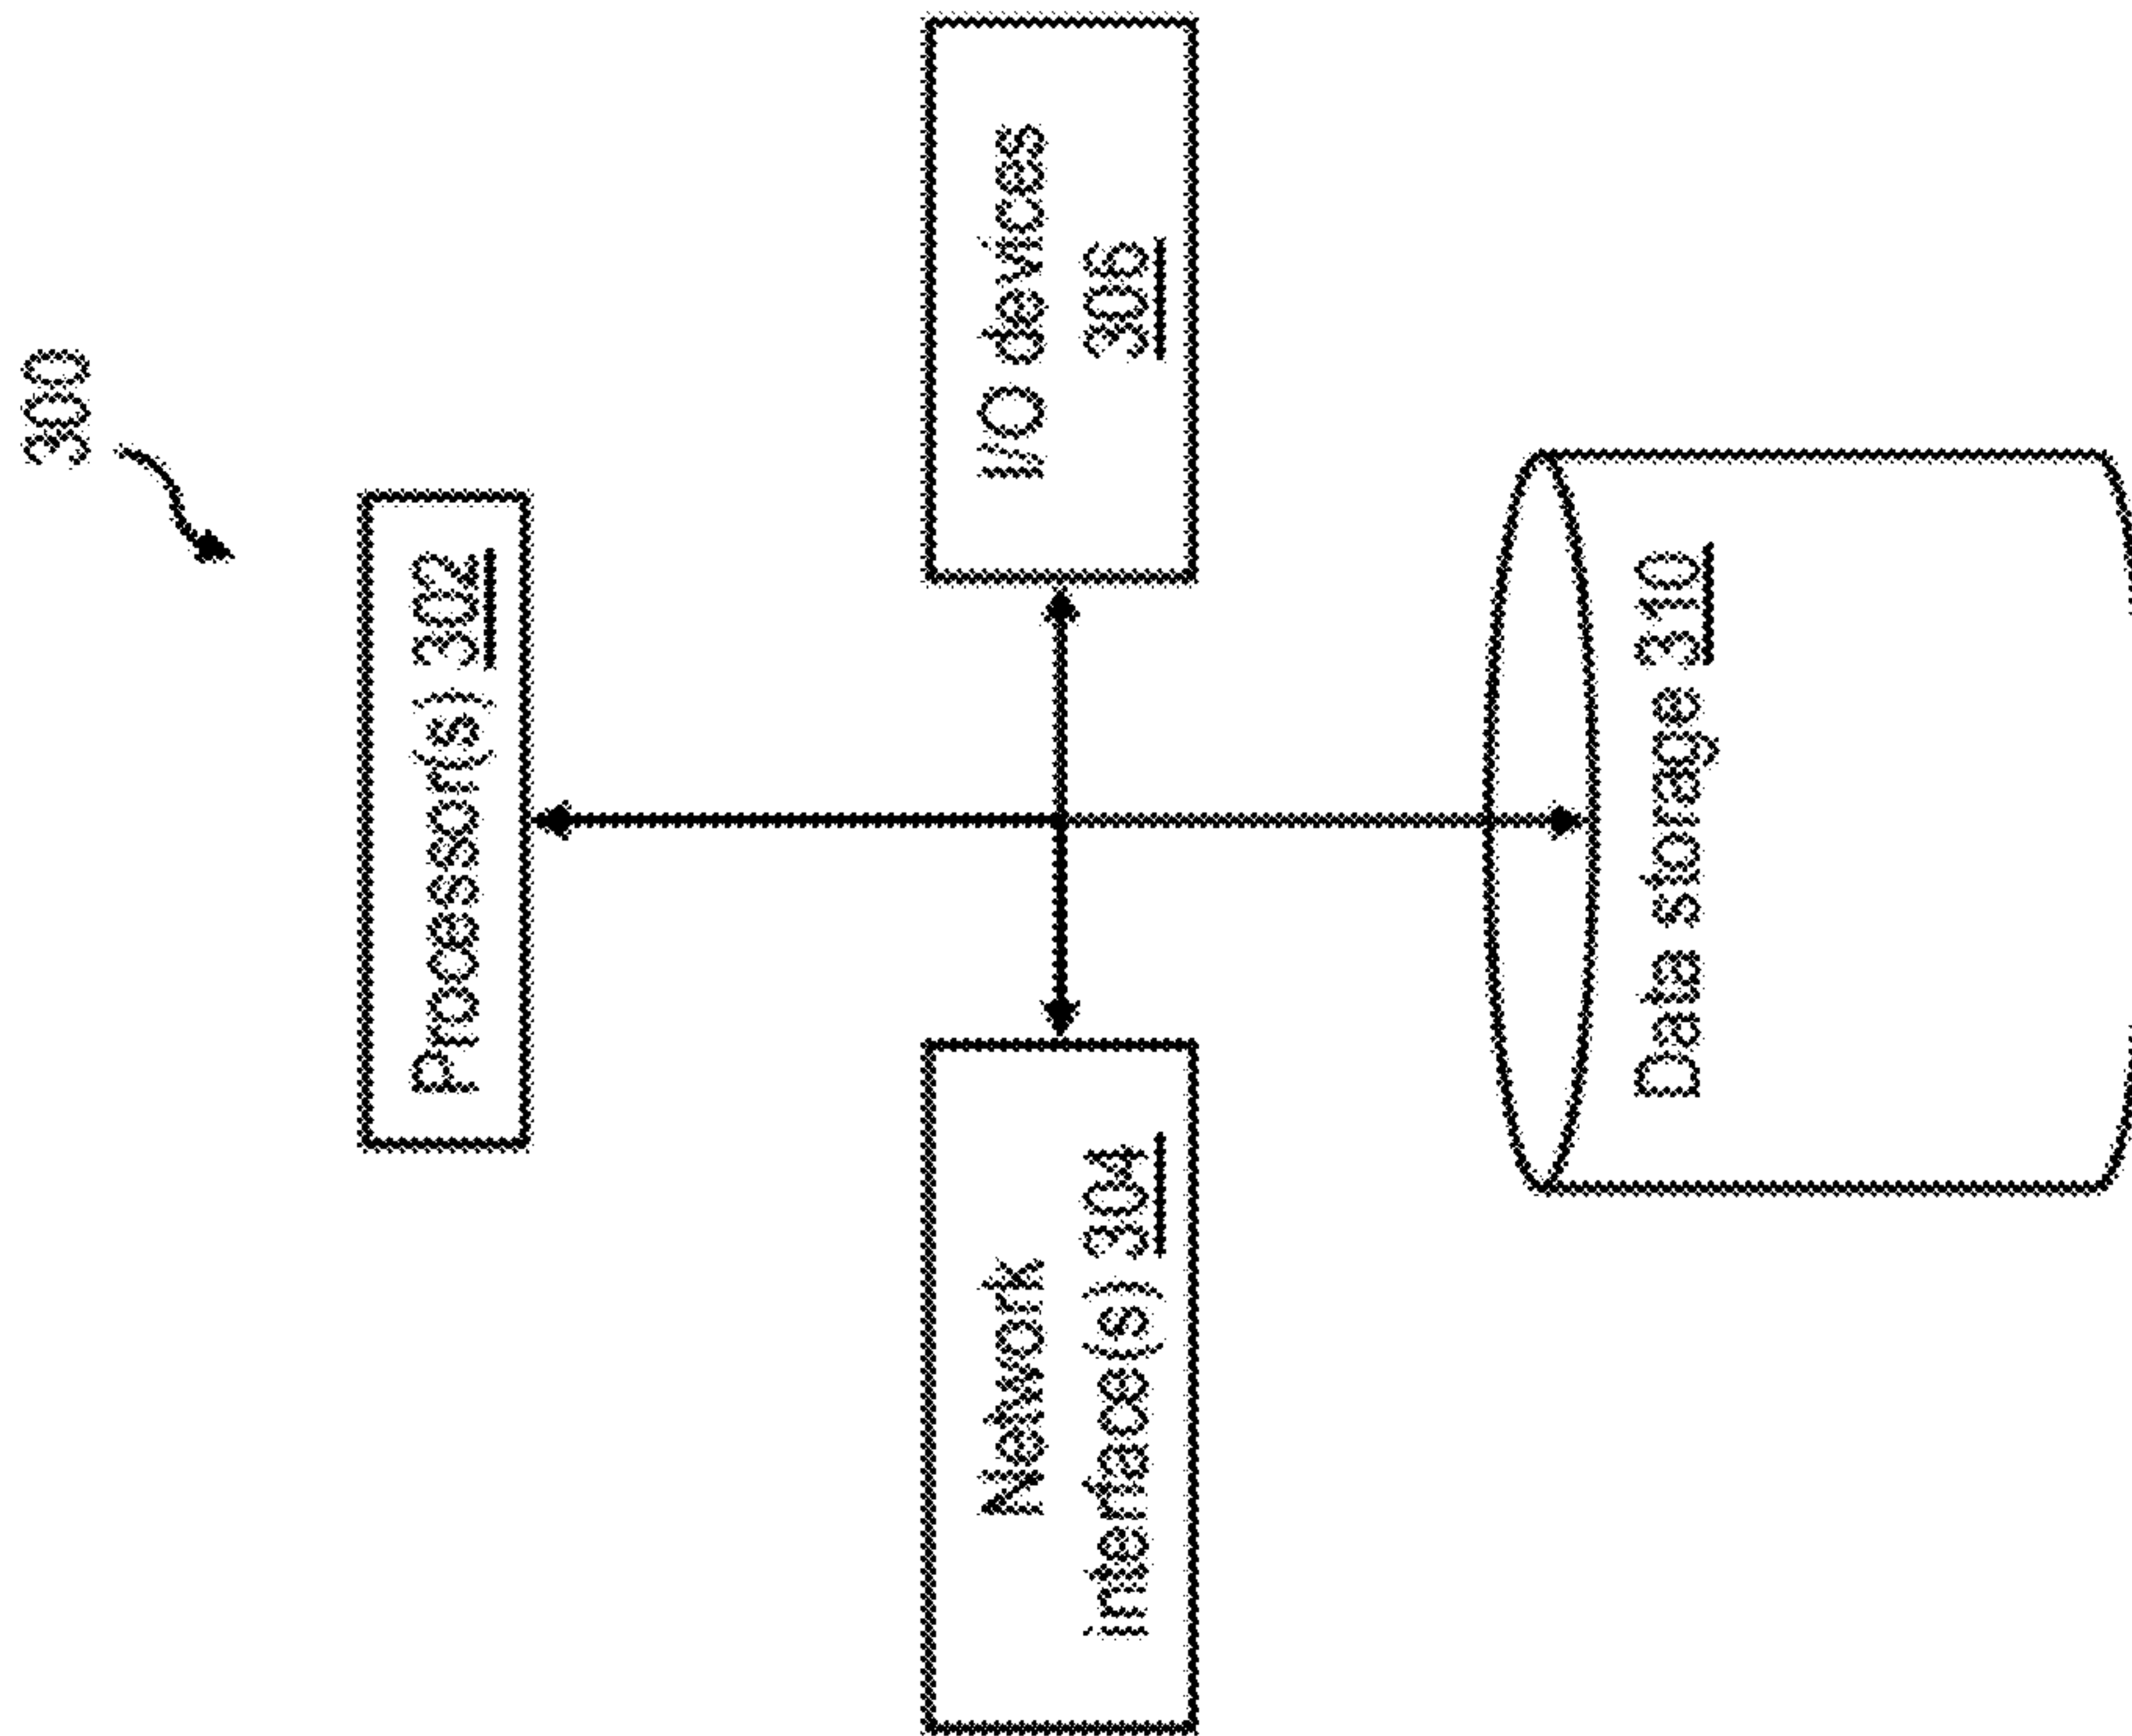 300
Processor(s) 302
Network
interface(s) 304
I/O devices
306
Data storage 310